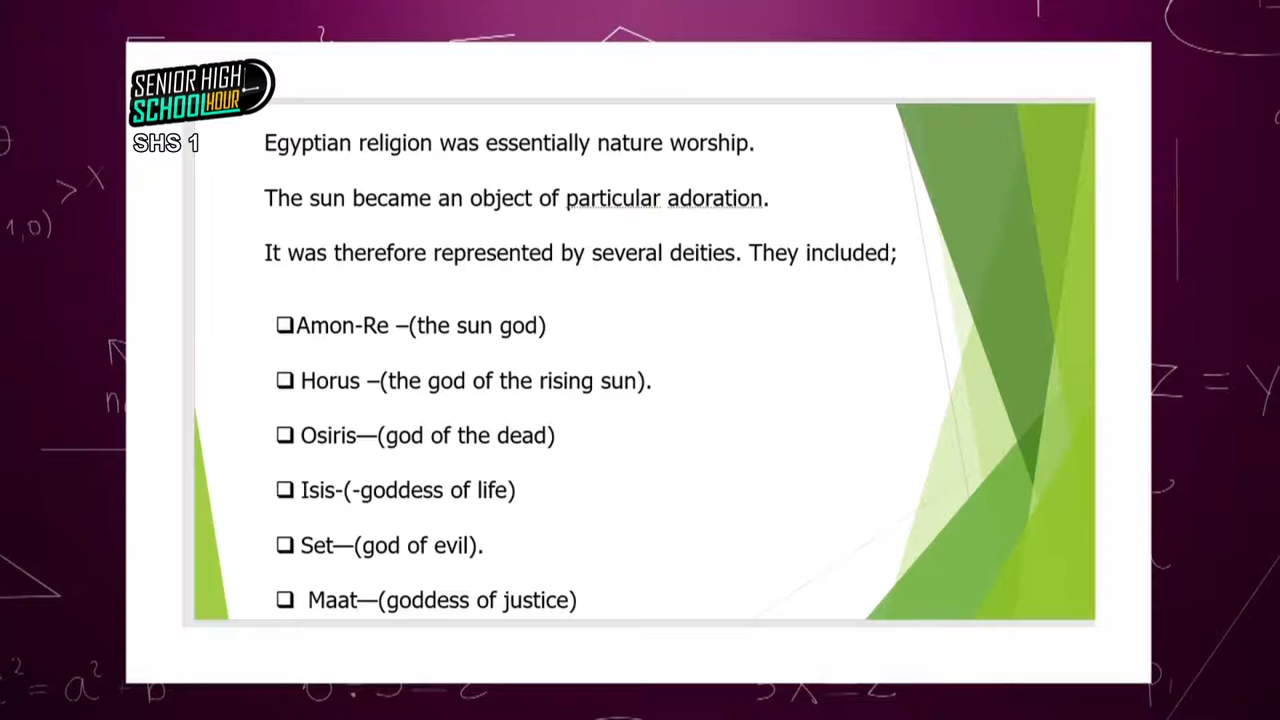 SENIOR HIGH
SCHOOL HOUR
SHS 1
Egyptian religion was essentially nature worship.
The sun became an object of particular adoration.
It was therefore represented by several deities. They included;
❑Amon-Re –(the sun god)
❑ Horus –(the god of the rising sun).
❑ Osiris—(god of the dead)
❑ Isis-(-goddess of life)
❑ Set—(god of evil).
❑ Maat—(goddess of justice)